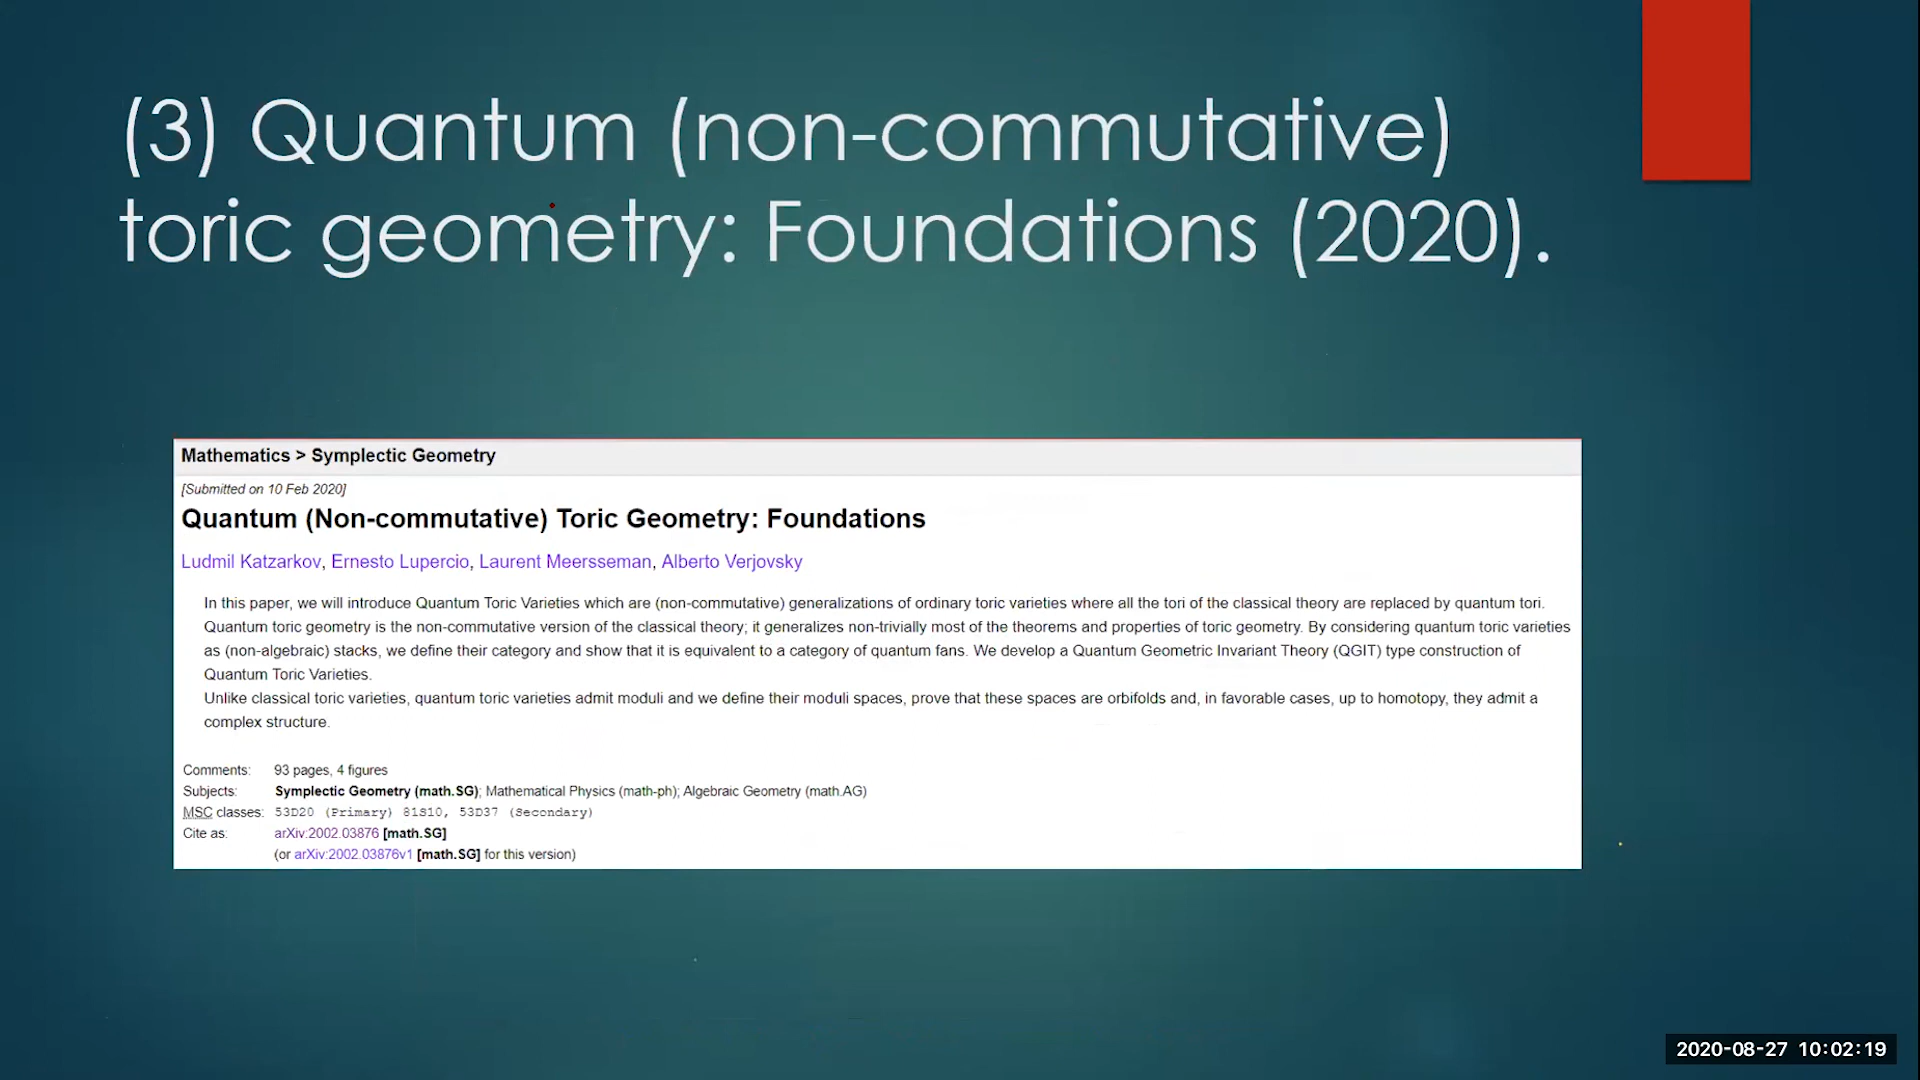 (3) Quantum (non-commutative)
toric geometry: Foundations (2020).
Mathematics > Symplectic Geometry
[Submitted on 10 Feb 2020]
Quantum (Non-commutative) Toric Geometry: Foundations
Ludmil Katzarkov, Ernesto Lupercio, Laurent Meersseman, Alberto Verjovsky
In this paper, we will introduce Quantum Toric Varieties which are (non-commutative) generalizations of ordinary toric varieties where all the tori of the classical theory are replaced by quantum tori.
Quantum toric geometry is the non-commutative version of the classical theory; it generalizes non-trivially most of the theorems and properties of toric geometry. By considering quantum toric varieties
as (non-algebraic) stacks, we define their category and show that it is equivalent to a category of quantum fans. We develop a Quantum Geometric Invariant Theory (QGIT) type construction of
Quantum Toric Varieties.
Unlike classical toric varieties, quantum toric varieties admit moduli and we define their moduli spaces, prove that these spaces are orbifolds and, in favorable cases, up to homotopy, they admit a
complex structure.
Comments: 93 pages, 4 figures
Subjects: Symplectic Geometry (math.SG); Mathematical Physics (math-ph); Algebraic Geometry (math.AG)
MSC classes: 53D20 (Primary) 81S10, 53D37 (Secondary)
Cite as: arXiv:2002.03876 [math.SG]
(or arXiv:2002.03876v1 [math.SG] for this version)
2020-08-27 10:02:19